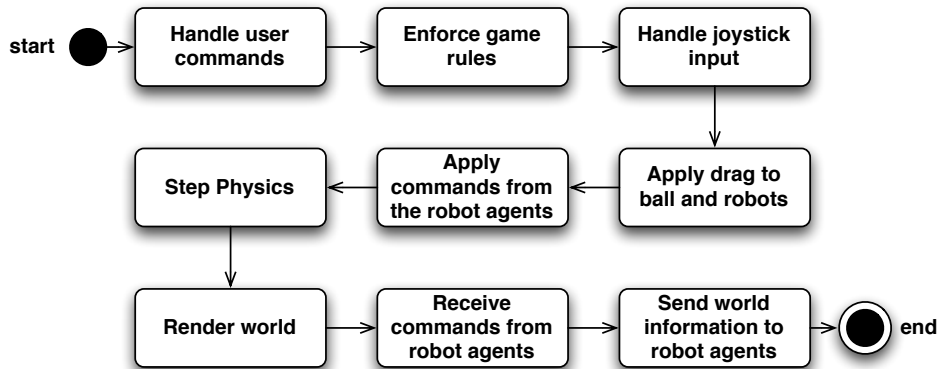 start
Handle user
commands
Enforce game
rules
Handle joystick
input
Apply drag to
ball and robots
Apply
commands from
the robot agents
Step Physics
Render world
Receive
commands from
robot agents
Send world
information to
robot agents
end